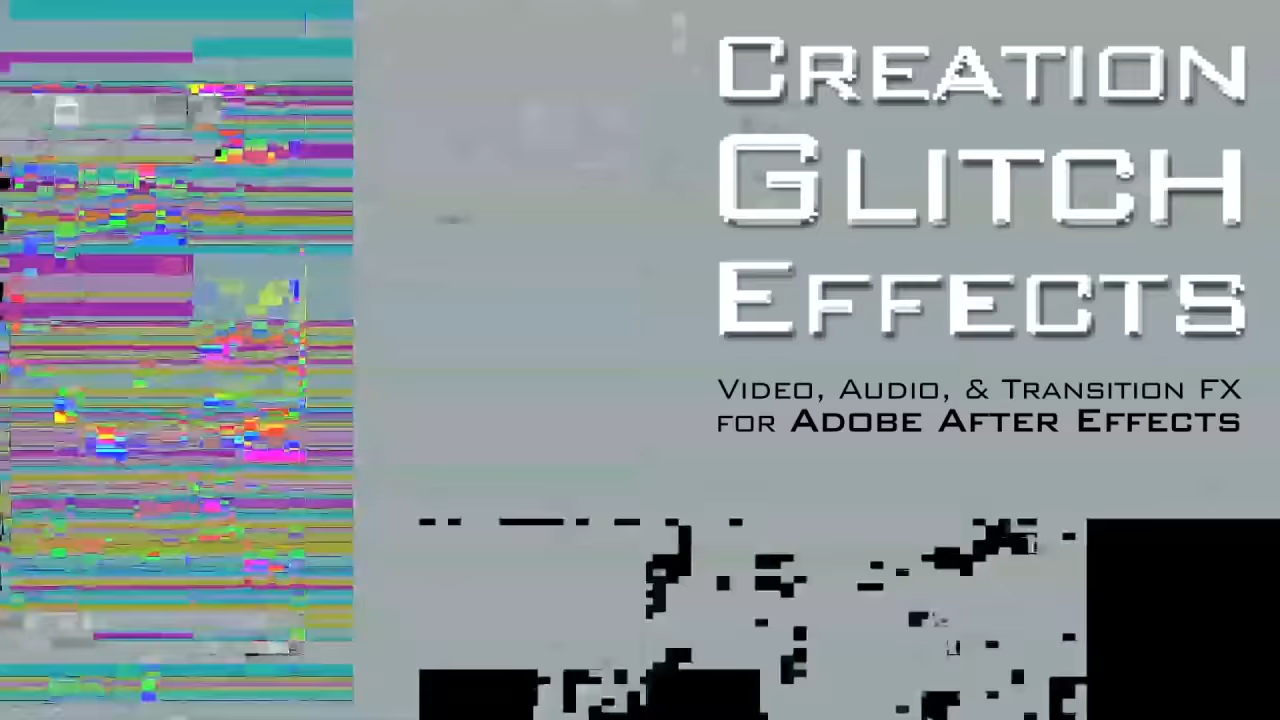 Creation
Glitch
Effects
Video, Audio, & Transition FX
for Adobe After Effects